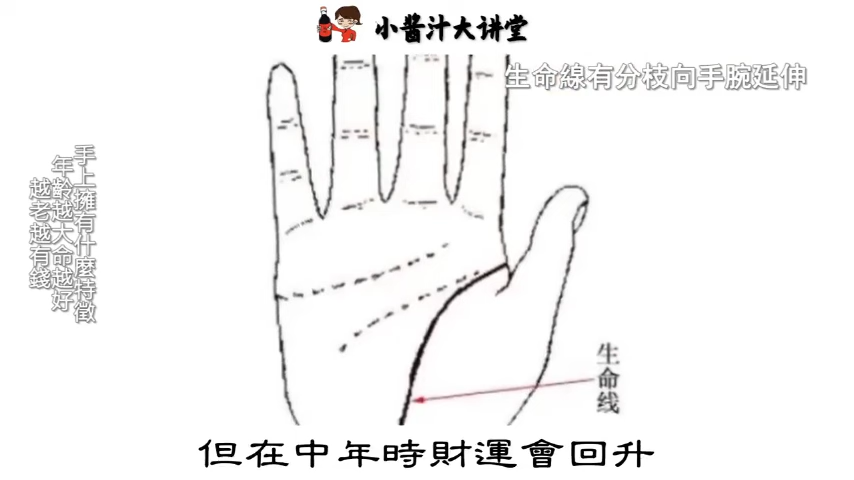 小酱汁大讲堂
生命線有分枝向手腕延伸
手上擁有什麼特徵
年齡越大命越好
越老越有錢
生命线
但在中年時財運會回升